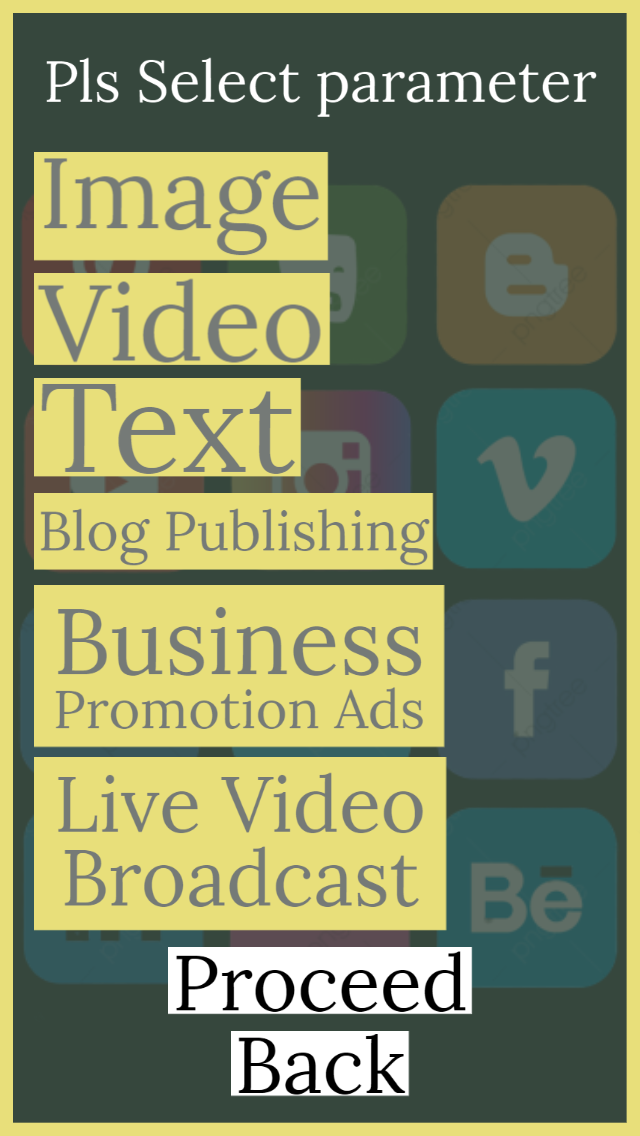 Pls Select parameter
Image
Video
Text
Blog Publishing
Business
Promotion Ads
Live Video
Broadcast
Proceed
Back